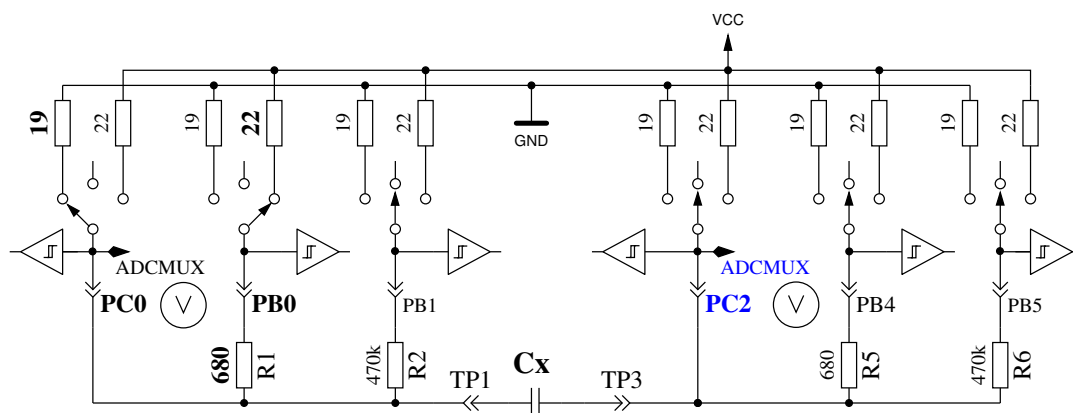 VCC
19 22 19 22 19 22 19 22 19 22 19 22
GND
ADCMUX ADCMUX
PC0 V PB0 PB1 PC2 V PB4 PB5
680 R1 470k R2 680 R5 470k R6
TP1 Cx TP3